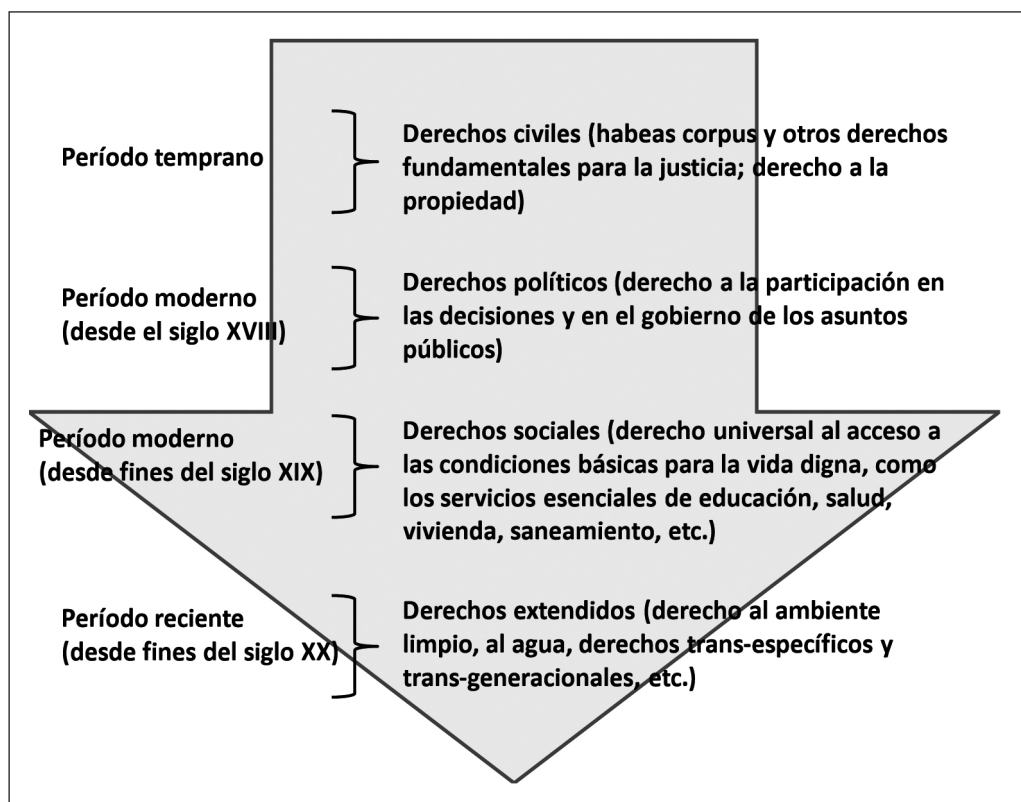 Período temprano
Derechos civiles (habeas corpus y otros derechos
fundamentales para la justicia; derecho a la
propiedad)
Período moderno
(desde el siglo XVIII)
Derechos políticos (derecho a la participación en
las decisiones y en el gobierno de los asuntos
públicos)
Período moderno
(desde fines del siglo XIX)
Derechos sociales (derecho universal al acceso a
las condiciones básicas para la vida digna, como
los servicios esenciales de educación, salud,
vivienda, saneamiento, etc.)
Período reciente
(desde fines del siglo XX)
Derechos extendidos (derecho al ambiente
limpio, al agua, derechos trans-específicos y
trans-generacionales, etc.)